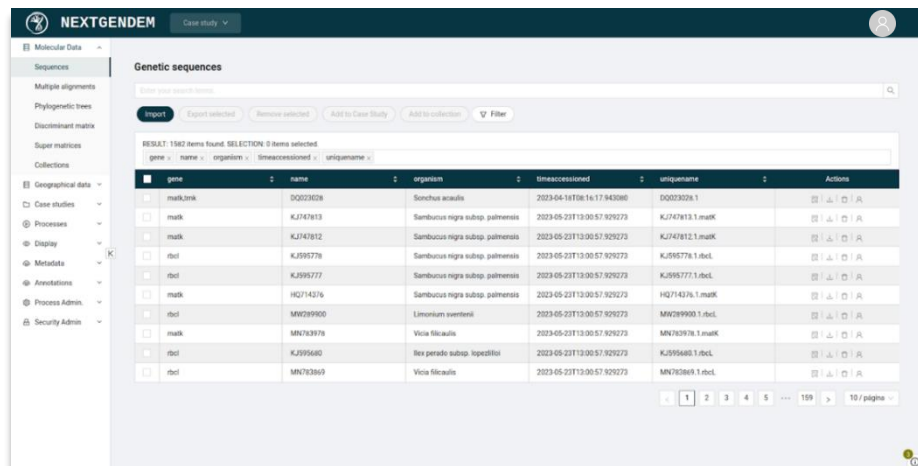 NEXTGENDEM Case study
Molecular Data
Sequences
Multiple alignments
Phylogenetic trees
Discriminant matrix
Super matrices
Collections
Geographical data
Case studies
Processes
Display
Metadata
Annotations
Process Admin.
Security Admin
Genetic sequences
Enter your search terms
Import Export selected Remove selected Add to Case Study Add to collection Filter
RESULT: 1582 items found. SELECTION: 0 items selected.
gene x name x organism x timeaccessioned x uniquename x
gene name organism timeaccessioned uniquename Actions
matk,trnk DQ023028 Sonchus acaulis 2023-04-18T08:16:17.943080 DQ023028.1
matk KJ747813 Sambucus nigra subsp. palmensis 2023-05-23T13:00:57.929273 KJ747813.1.matK
matk KJ747812 Sambucus nigra subsp. palmensis 2023-05-23T13:00:57.929273 KJ747812.1.matK
rbcl KJ595778 Sambucus nigra subsp. palmensis 2023-05-23T13:00:57.929273 KJ595778.1.rbcL
rbcl KJ595777 Sambucus nigra subsp. palmensis 2023-05-23T13:00:57.929273 KJ595777.1.rbcL
matk HQ714376 Sambucus nigra subsp. palmensis 2023-05-23T13:00:57.929273 HQ714376.1.matK
rbcl MW289900 Limonium sventenii 2023-05-23T13:00:57.929273 MW289900.1.rbcL
matk MN783978 Vicia filicaulis 2023-05-23T13:00:57.929273 MN783978.1.matK
rbcl KJ595680 Ilex perado subsp. lopezlilloi 2023-05-23T13:00:57.929273 KJ595680.1.rbcL
rbcl MN783869 Vicia filicaulis 2023-05-23T13:00:57.929273 MN783869.1.rbcL
< 1 2 3 4 5 ••• 159 > 10 / página